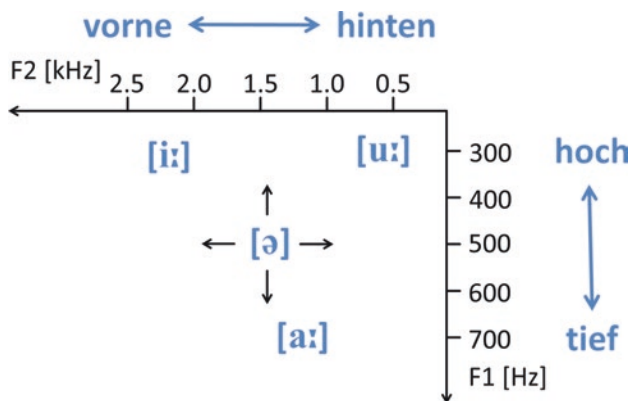 vorne hinten
F2 [kHz]
2.5 2.0 1.5 1.0 0.5
[iː] [uː] 300 hoch
400
[ə] 500
600
[aː] 700 tief
F1 [Hz]